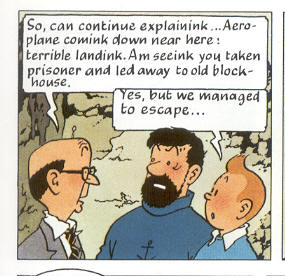 So, can continue explainink...Aero-
plane comink down near here:
terrible landink. Am seeink you taken
prisoner and led away to old block-
house.
Yes, but we managed
to escape...